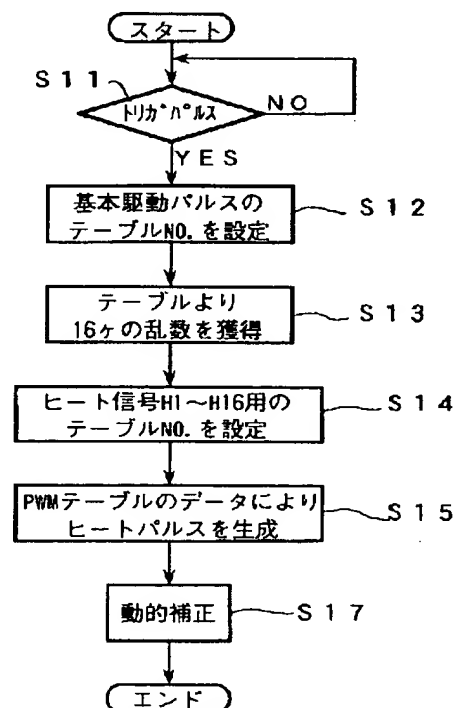 スタート
S11
トリガパルス
NO
YES
基本駆動パルスの
テーブルNO.を設定
S12
テーブルより
16ヶの乱数を獲得
S13
ヒート信号H1～H16用の
テーブルNO.を設定
S14
PWMテーブルのデータにより
ヒートパルスを生成
S15
動的補正
S17
エンド